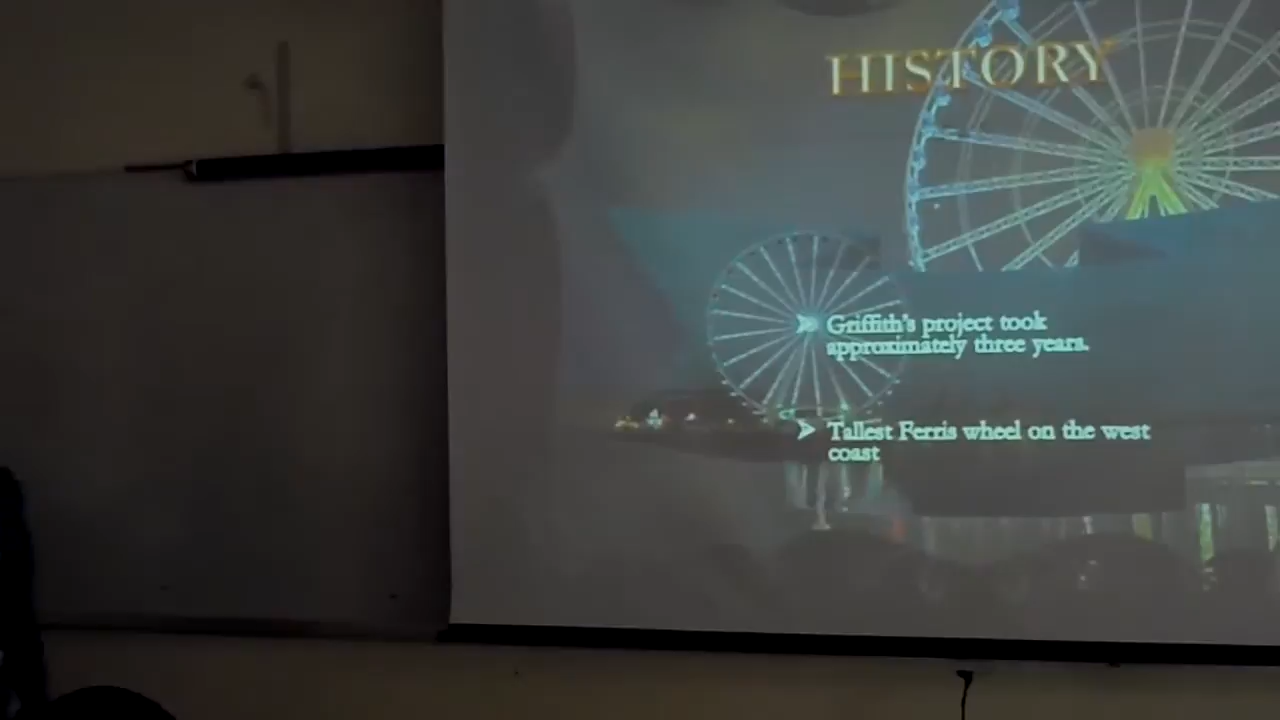 HISTORY
Griffith's project took
approximately three years.
Tallest Ferris wheel on the west
coast